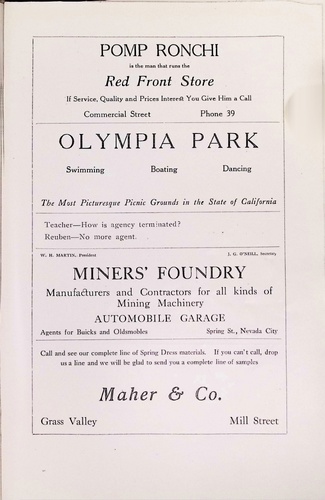 POMP RONCHI
is the man that runs the
Red Front Store
If Service, Quality and Prices Interest You Give Him a Call
Commercial Street Phone 39
OLYMPIA PARK
Swimming Boating Dancing
The Most Picturesque Picnic Grounds in the State of California
Teacher—How is agency terminated?
Reuben—No more agent.
W. H. MARTIN, President J. G. O'NEILL, Secretary
MINERS' FOUNDRY
Manufacturers and Contractors for all kinds of
Mining Machinery
AUTOMOBILE GARAGE
Agents for Buicks and Oldsmobiles Spring St., Nevada City
Call and see our complete line of Spring Dress materials. If you can't call, drop
us a line and we will be glad to send you a complete line of samples
Maher & Co.
Grass Valley Mill Street